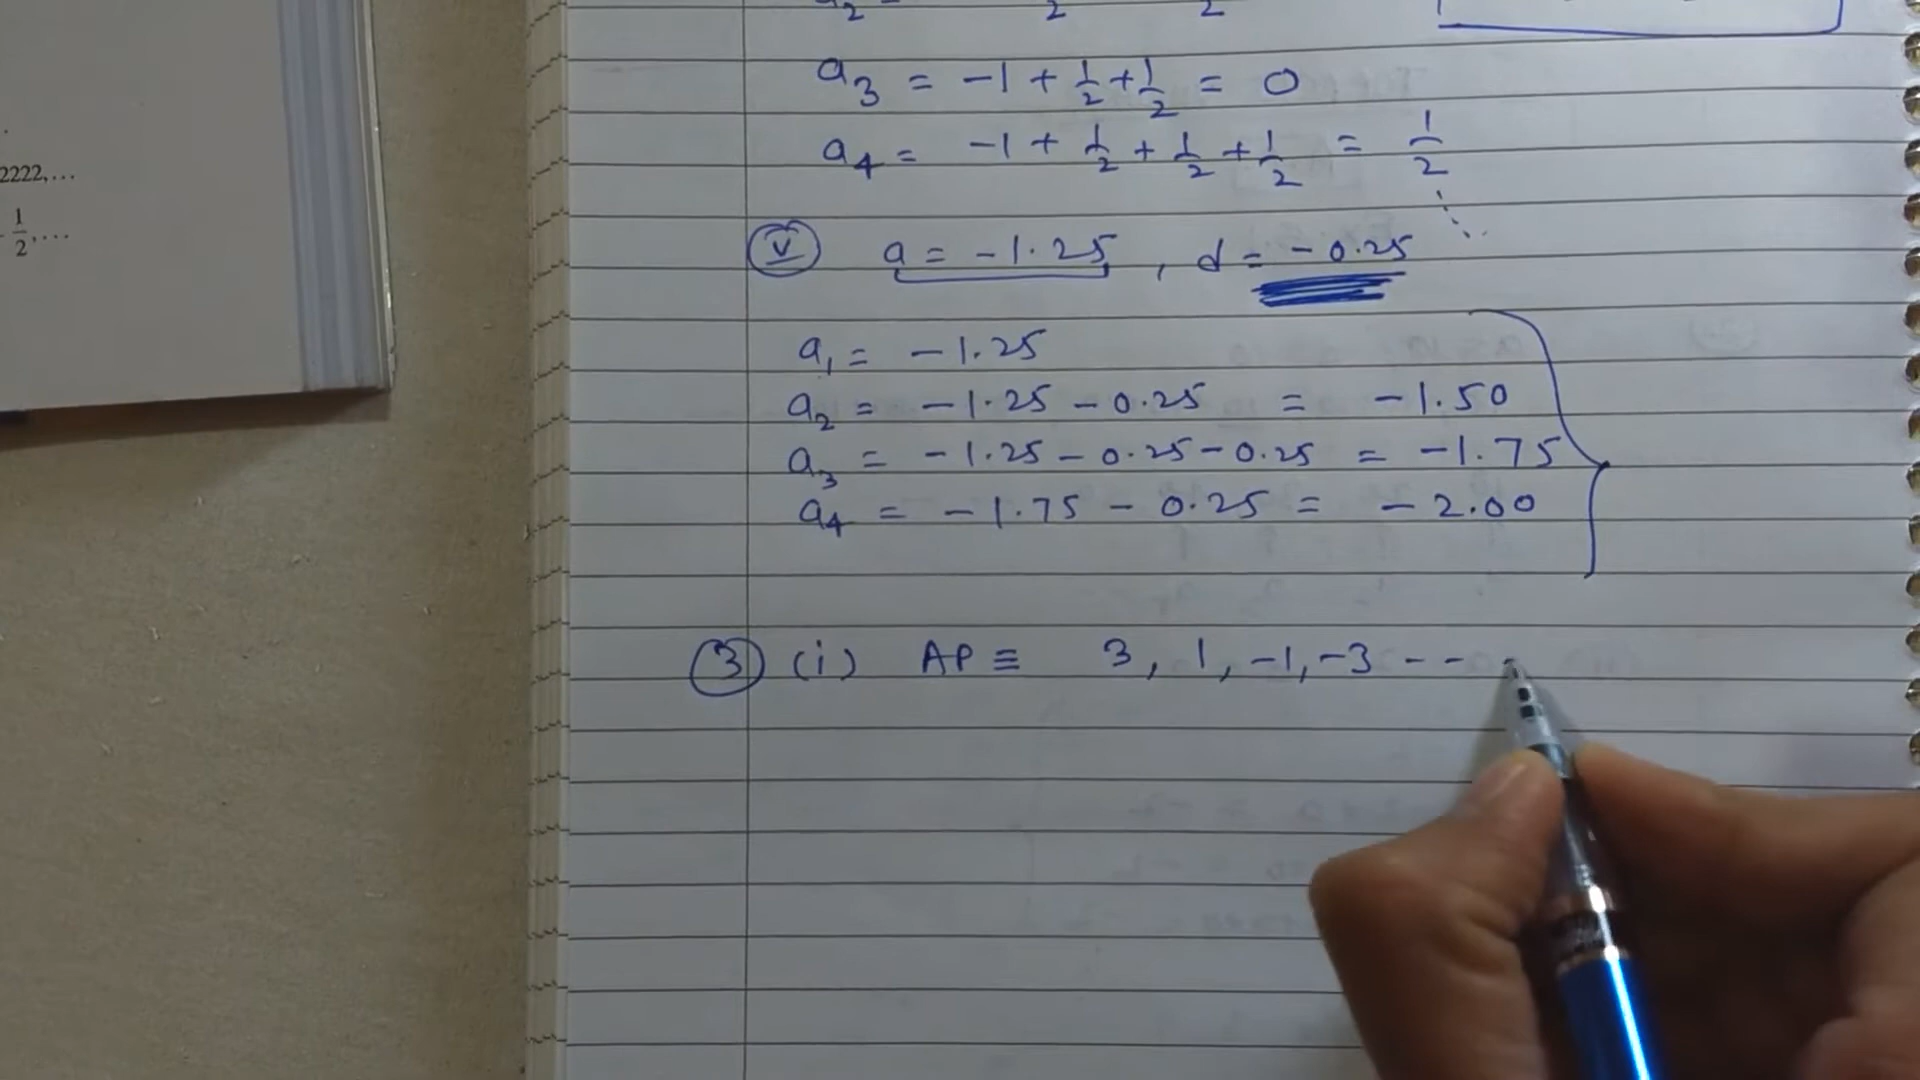 2222,...
1/2,...
a₃ = -1 + 1/2 + 1/2 = 0
a₄ = -1 + 1/2 + 1/2 + 1/2 = 1/2
(v) a = -1.25 , d = -0.25
a₁ = -1.25
a₂ = -1.25 - 0.25 = -1.50
a₃ = -1.25 - 0.25 - 0.25 = -1.75
a₄ = -1.75 - 0.25 = -2.00
(3) (i) AP ≡ 3, 1, -1, -3 - - -